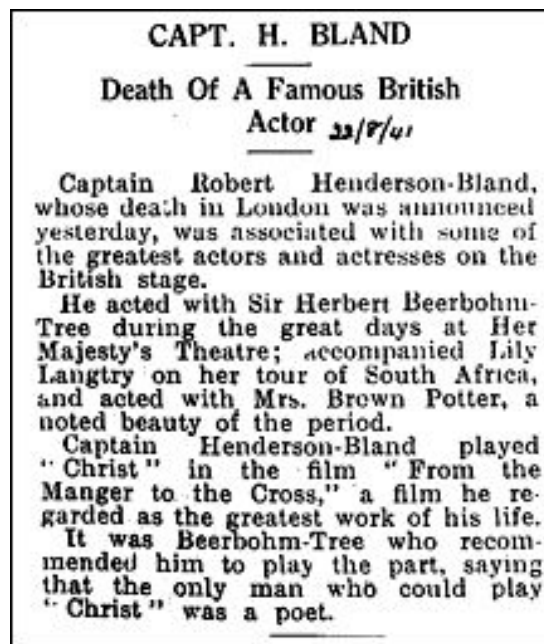 CAPT. H. BLAND
Death Of A Famous British
Actor 22/8/41
Captain Robert Henderson-Bland,
whose death in London was announced
yesterday, was associated with some of
the greatest actors and actresses on the
British stage.
He acted with Sir Herbert Beerbohm-
Tree during the great days at Her
Majesty's Theatre; accompanied Lily
Langtry on her tour of South Africa,
and acted with Mrs. Brown Potter, a
noted beauty of the period.
Captain Henderson-Bland played
"Christ" in the film "From the
Manger to the Cross," a film he re-
garded as the greatest work of his life.
It was Beerbohm-Tree who recom-
mended him to play the part, saying
that the only man who could play
"Christ" was a poet.